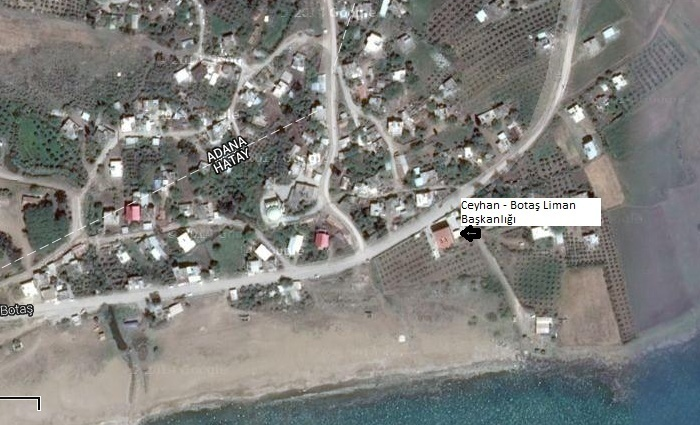 ADANA
HATAY
Ceyhan - Botaş Liman
Başkanlığı
Botaş